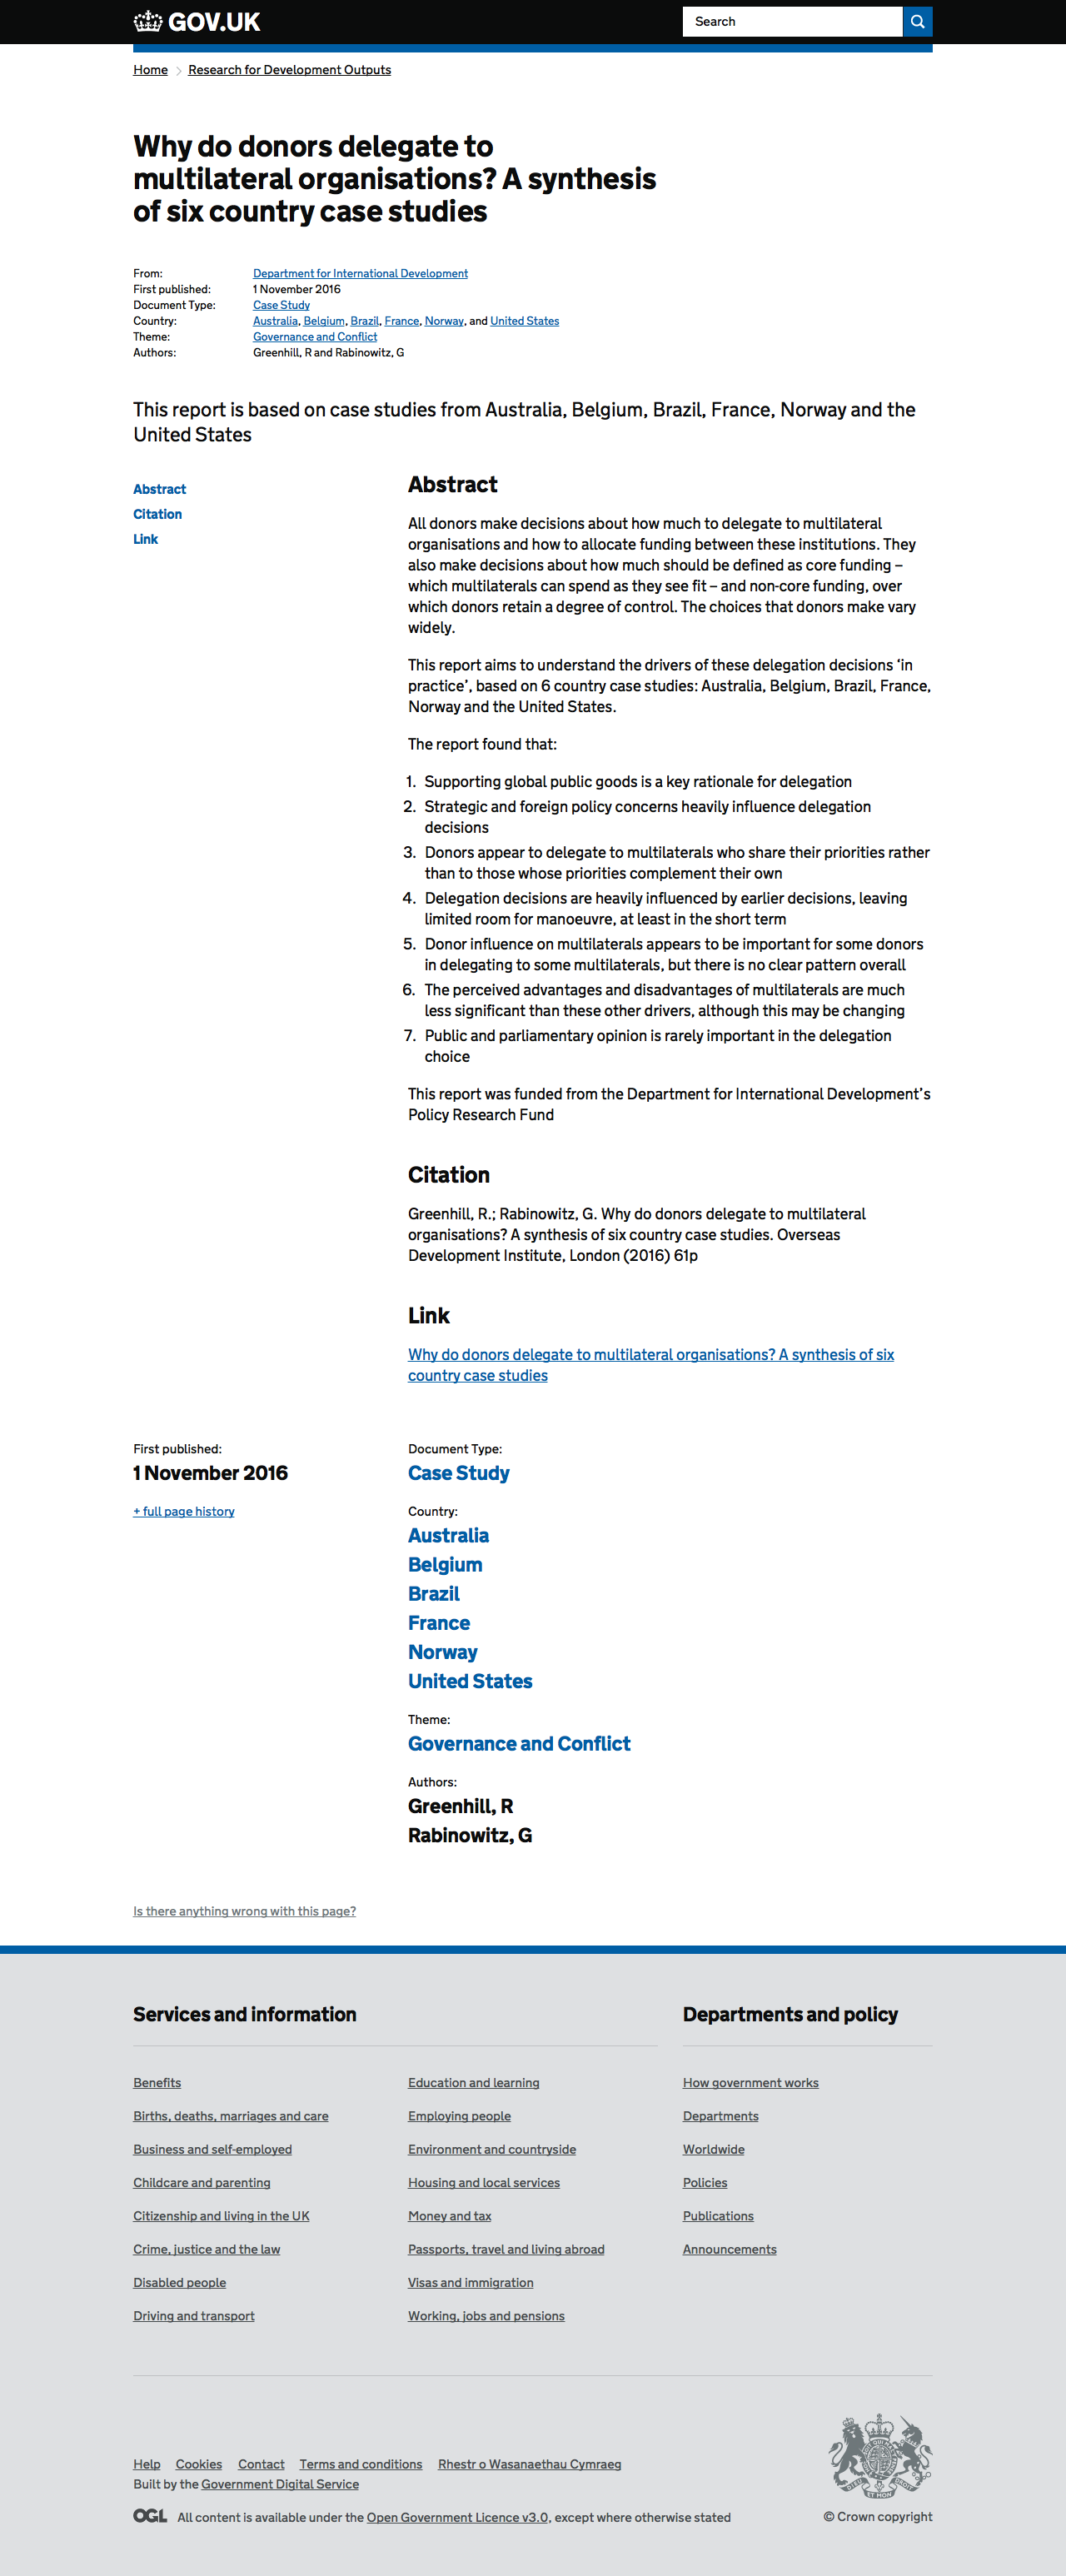 GOV.UK
Search
Home
Research for Development Outputs
Why do donors delegate to
multilateral organisations? A synthesis
of six country case studies
From: Department for International Development
First published: 1 November 2016
Document Type: Case Study
Country: Australia, Belgium, Brazil, France, Norway, and United States
Theme: Governance and Conflict
Authors: Greenhill, R and Rabinowitz, G
This report is based on case studies from Australia, Belgium, Brazil, France, Norway and the
United States
Abstract
Citation
Link
Abstract
All donors make decisions about how much to delegate to multilateral
organisations and how to allocate funding between these institutions. They
also make decisions about how much should be defined as core funding –
which multilaterals can spend as they see fit – and non-core funding, over
which donors retain a degree of control. The choices that donors make vary
widely.
This report aims to understand the drivers of these delegation decisions ‘in
practice’, based on 6 country case studies: Australia, Belgium, Brazil, France,
Norway and the United States.
The report found that:
1. Supporting global public goods is a key rationale for delegation
2. Strategic and foreign policy concerns heavily influence delegation
decisions
3. Donors appear to delegate to multilaterals who share their priorities rather
than to those whose priorities complement their own
4. Delegation decisions are heavily influenced by earlier decisions, leaving
limited room for manoeuvre, at least in the short term
5. Donor influence on multilaterals appears to be important for some donors
in delegating to some multilaterals, but there is no clear pattern overall
6. The perceived advantages and disadvantages of multilaterals are much
less significant than these other drivers, although this may be changing
7. Public and parliamentary opinion is rarely important in the delegation
choice
This report was funded from the Department for International Development’s
Policy Research Fund
Citation
Greenhill, R.; Rabinowitz, G. Why do donors delegate to multilateral
organisations? A synthesis of six country case studies. Overseas
Development Institute, London (2016) 61p
Link
Why do donors delegate to multilateral organisations? A synthesis of six
country case studies
First published:
1 November 2016
+ full page history
Document Type:
Case Study
Country:
Australia
Belgium
Brazil
France
Norway
United States
Theme:
Governance and Conflict
Authors:
Greenhill, R
Rabinowitz, G
Is there anything wrong with this page?
Services and information
Benefits
Births, deaths, marriages and care
Business and self-employed
Childcare and parenting
Citizenship and living in the UK
Crime, justice and the law
Disabled people
Driving and transport
Education and learning
Employing people
Environment and countryside
Housing and local services
Money and tax
Passports, travel and living abroad
Visas and immigration
Working, jobs and pensions
Departments and policy
How government works
Departments
Worldwide
Policies
Publications
Announcements
Help Cookies Contact Terms and conditions Rhestr o Wasanaethau Cymraeg
Built by the Government Digital Service
OGL All content is available under the Open Government Licence v3.0, except where otherwise stated
© Crown copyright